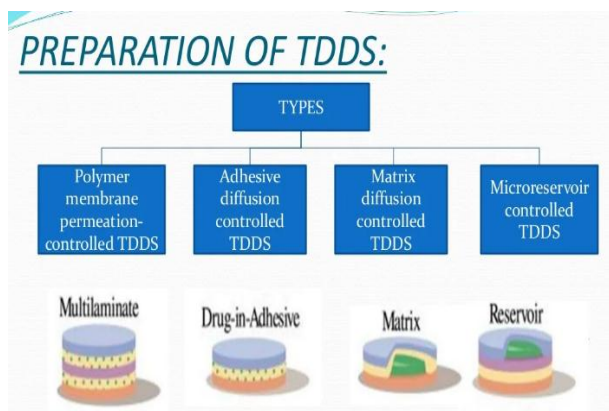 PREPARATION OF TDDS:
TYPES
Polymer
membrane
permeation-
controlled TDDS
Adhesive
diffusion
controlled
TDDS
Matrix
diffusion
controlled
TDDS
Microreservoir
controlled
TDDS
Multilaminate
Drug-in-Adhesive
Matrix
Reservoir